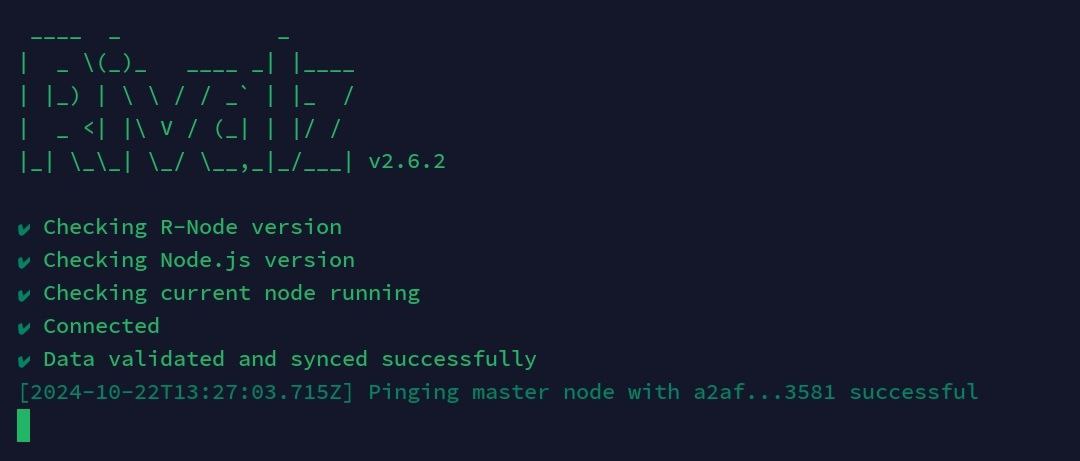 ____  _            _
|  _ \(_)_   ____ _| |____
| |_) | \ \ / / _` | |_  /
|  _ <| |\ V / (_| | |/ /
|_| \_\_| \_/ \__,_|_/___| v2.6.2
✔ Checking R-Node version
✔ Checking Node.js version
✔ Checking current node running
✔ Connected
✔ Data validated and synced successfully
[2024-10-22T13:27:03.715Z] Pinging master node with a2af...3581 successful